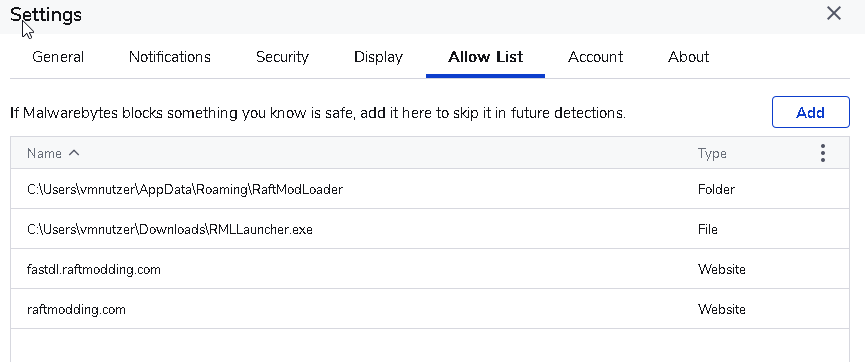 Settings
General Notifications Security Display Allow List Account About
If Malwarebytes blocks something you know is safe, add it here to skip it in future detections. Add
Name Type
C:\Users\vmnutzer\AppData\Roaming\RaftModLoader Folder
C:\Users\vmnutzer\Downloads\RMLLauncher.exe File
fastdl.raftmodding.com Website
raftmodding.com Website